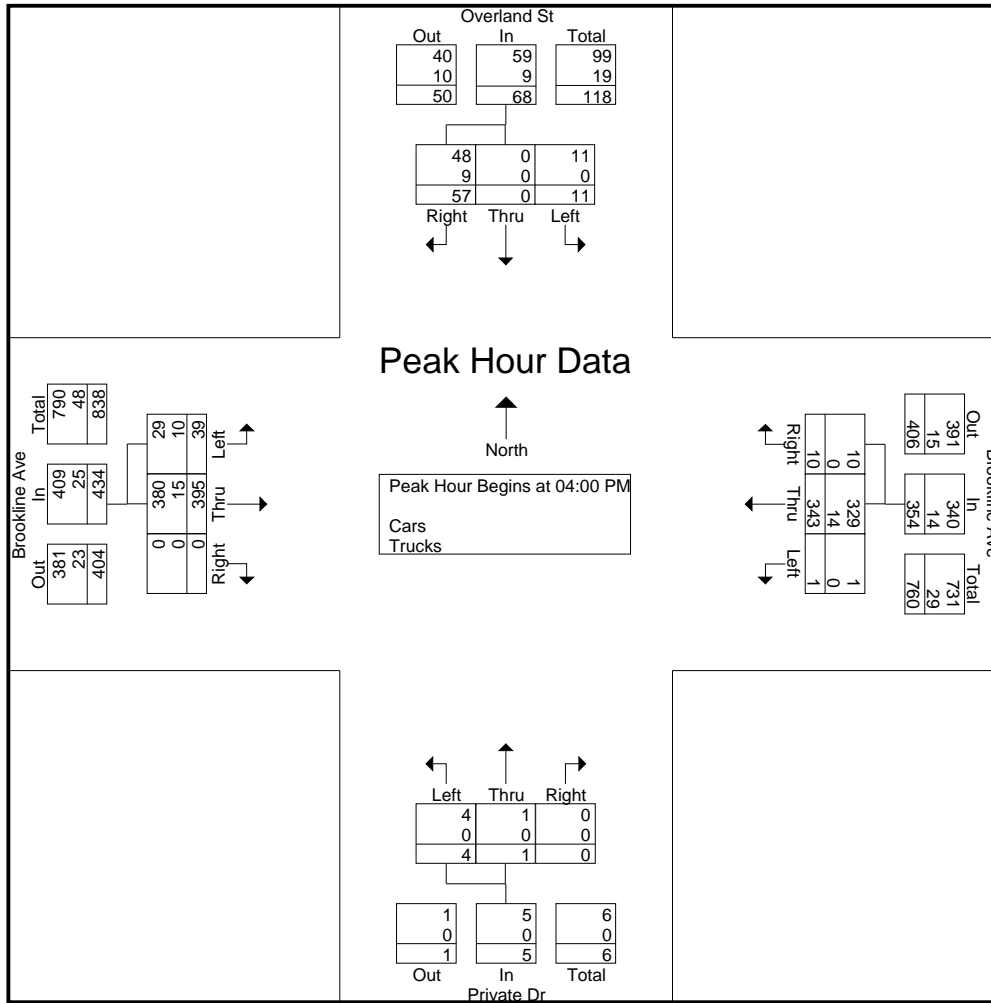 Overland St
Out In Total
40 59 99
10 9 19
50 68 118
48 0 11
9 0 0
57 0 11
Right Thru Left
Peak Hour Data
North
Peak Hour Begins at 04:00 PM
Cars
Trucks
Brookline Ave
Out In Total
381 409 790
23 25 48
404 434 838
Right Thru Left
0 380 29
0 15 10
0 395 39
Brookline Ave
Out In Total
391 340 731
15 14 29
406 354 760
10 329 1
0 14 0
10 343 1
Right Thru Left
Left Thru Right
4 1 0
0 0 0
4 1 0
1 5 6
0 0 0
1 5 6
Out In Total
Private Dr